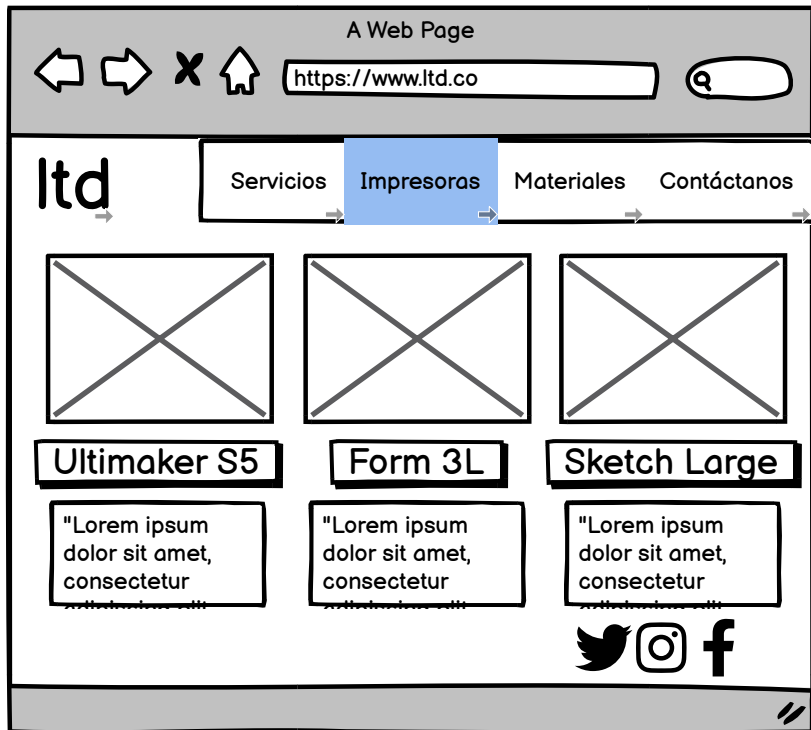 A Web Page
https://www.ltd.co
ltd
Servicios Impresoras Materiales Contáctanos
Ultimaker S5 Form 3L Sketch Large
"Lorem ipsum
dolor sit amet,
consectetur
"Lorem ipsum
dolor sit amet,
consectetur
"Lorem ipsum
dolor sit amet,
consectetur